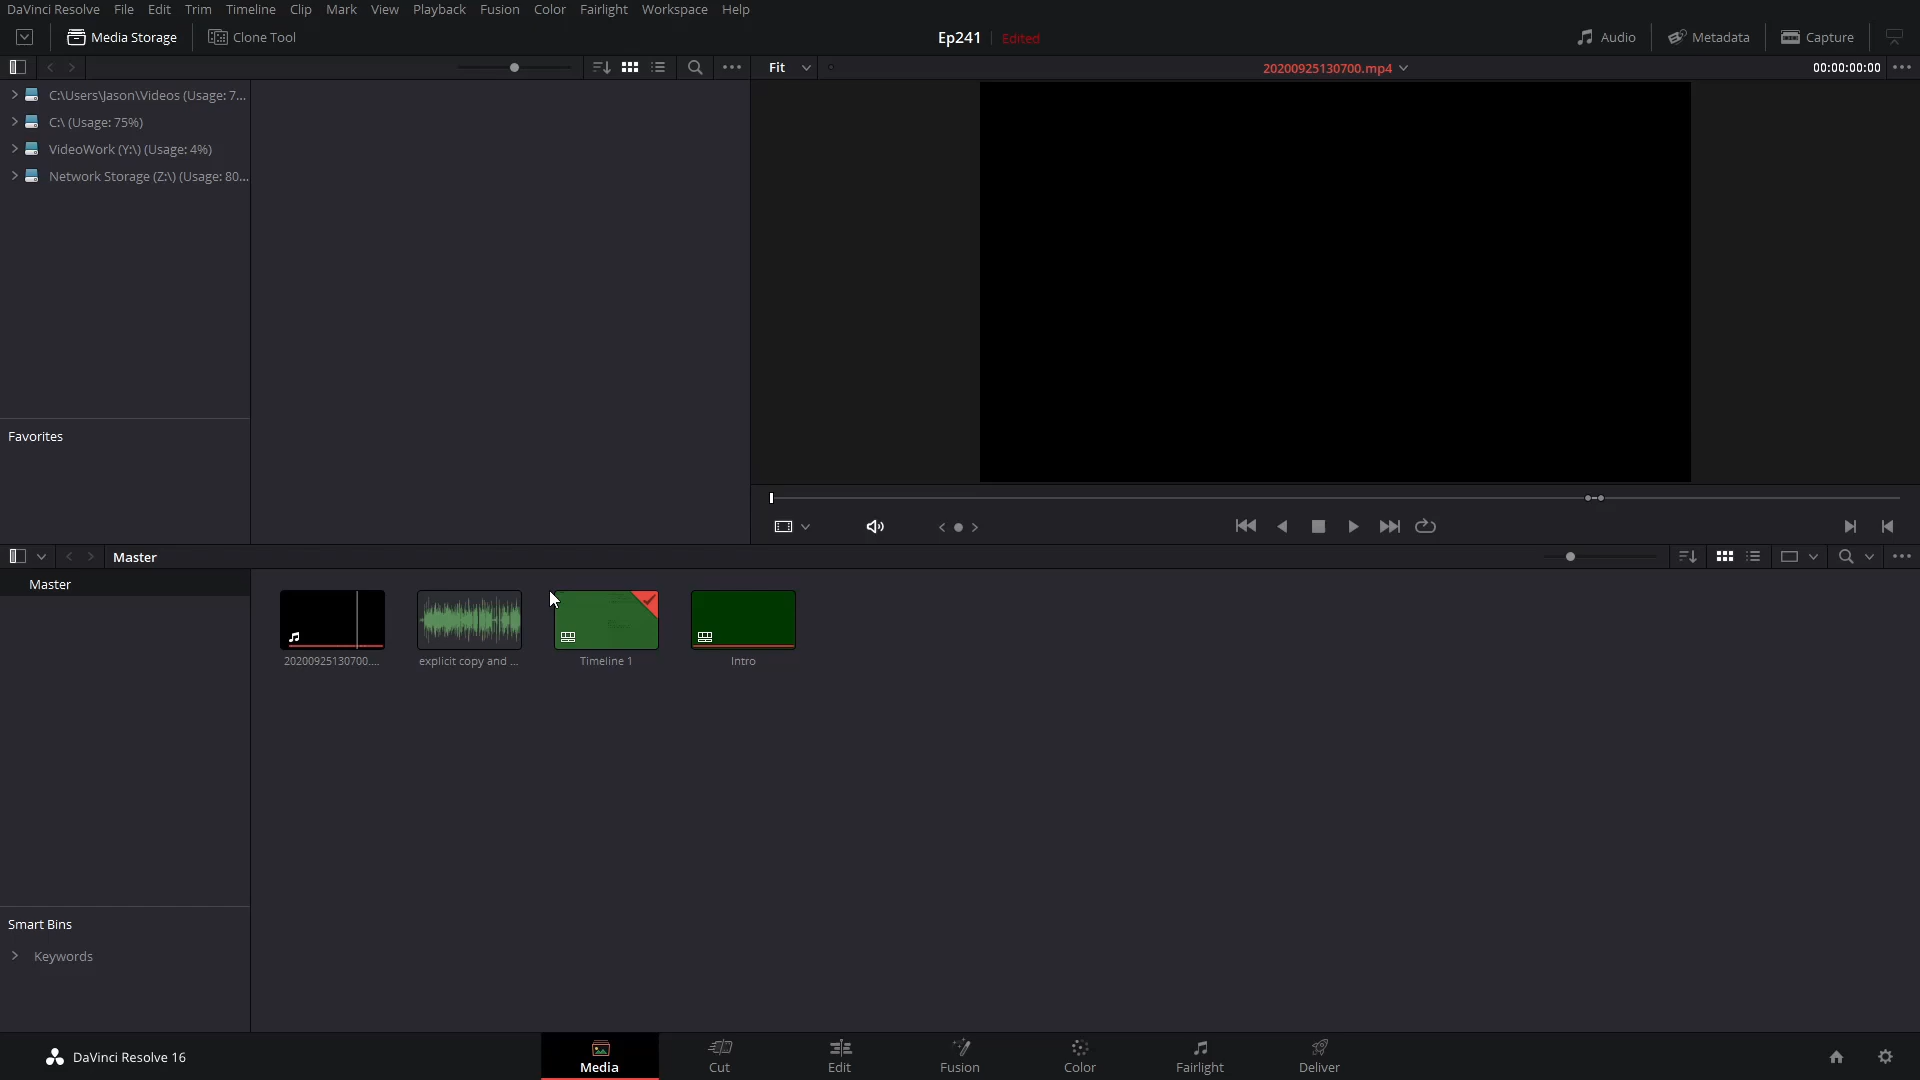 DaVinci Resolve File Edit Trim Timeline Clip Mark View Playback Fusion Color Fairlight Workspace Help
Media Storage Clone Tool Ep241 Edited Audio Metadata Capture
Fit 20200925130700.mp4 00:00:00:00
C:\Users\Jason\Videos (Usage: 7...
C:\ (Usage: 75%)
VideoWork (Y:\) (Usage: 4%)
Network Storage (Z:\) (Usage: 80...
Favorites
Master
Master
20200925130700.... explicit copy and ... Timeline 1 Intro
Smart Bins
Keywords
DaVinci Resolve 16 Media Cut Edit Fusion Color Fairlight Deliver